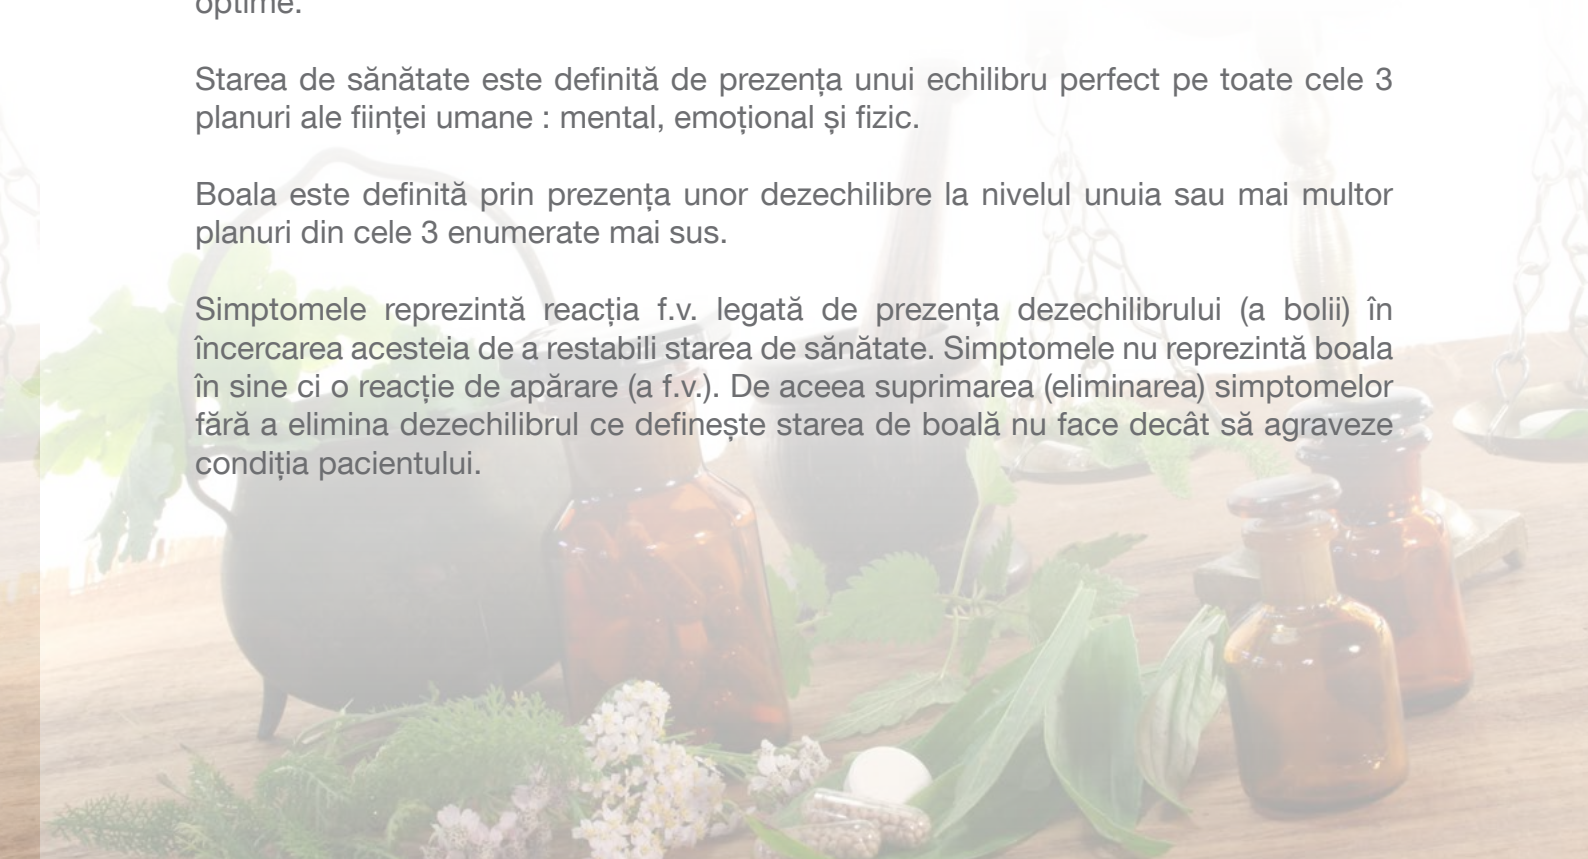 optime.
Starea de sănătate este definită de prezența unui echilibru perfect pe toate cele 3
planuri ale ființei umane : mental, emoțional și fizic.
Boala este definită prin prezența unor dezechilibre la nivelul unuia sau mai multor
planuri din cele 3 enumerate mai sus.
Simptomele reprezintă reacția f.v. legată de prezența dezechilibrului (a bolii) în
încercarea acesteia de a restabili starea de sănătate. Simptomele nu reprezintă boala
în sine ci o reacție de apărare (a f.v.). De aceea suprimarea (eliminarea) simptomelor
fără a elimina dezechilibrul ce definește starea de boală nu face decât să agraveze
condiția pacientului.